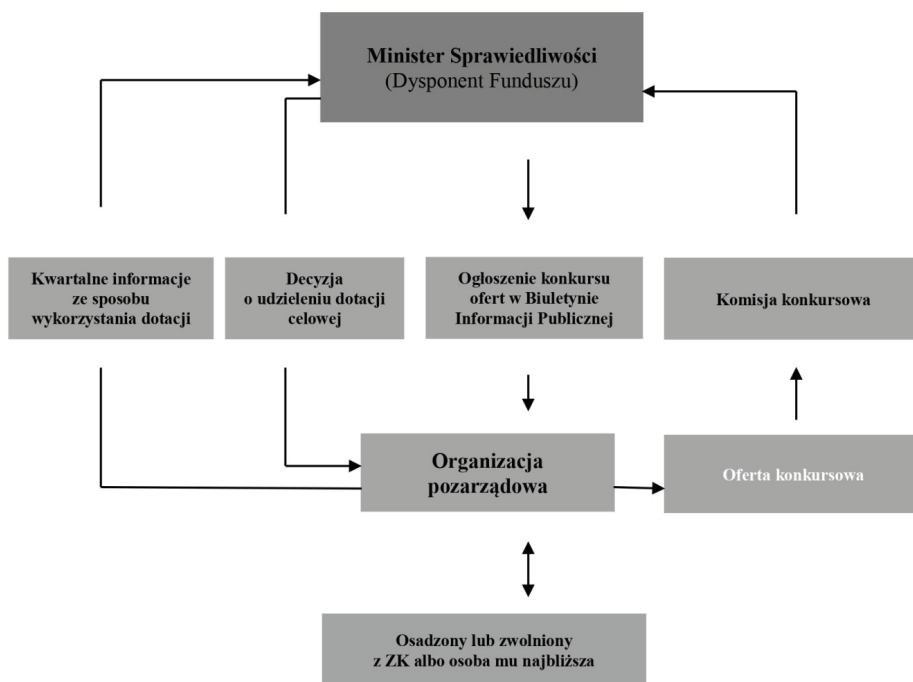 Minister Sprawiedliwości
(Dysponent Funduszu)
Kwartalne informacje
ze sposobu
wykorzystania dotacji
Decyzja
o udzieleniu dotacji
celowej
Ogłoszenie konkursu
ofert w Biuletynie
Informacji Publicznej
Komisja konkursowa
Organizacja
pozarządowa
Oferta konkursowa
Osadzony lub zwolniony
z ZK albo osoba mu najbliższa